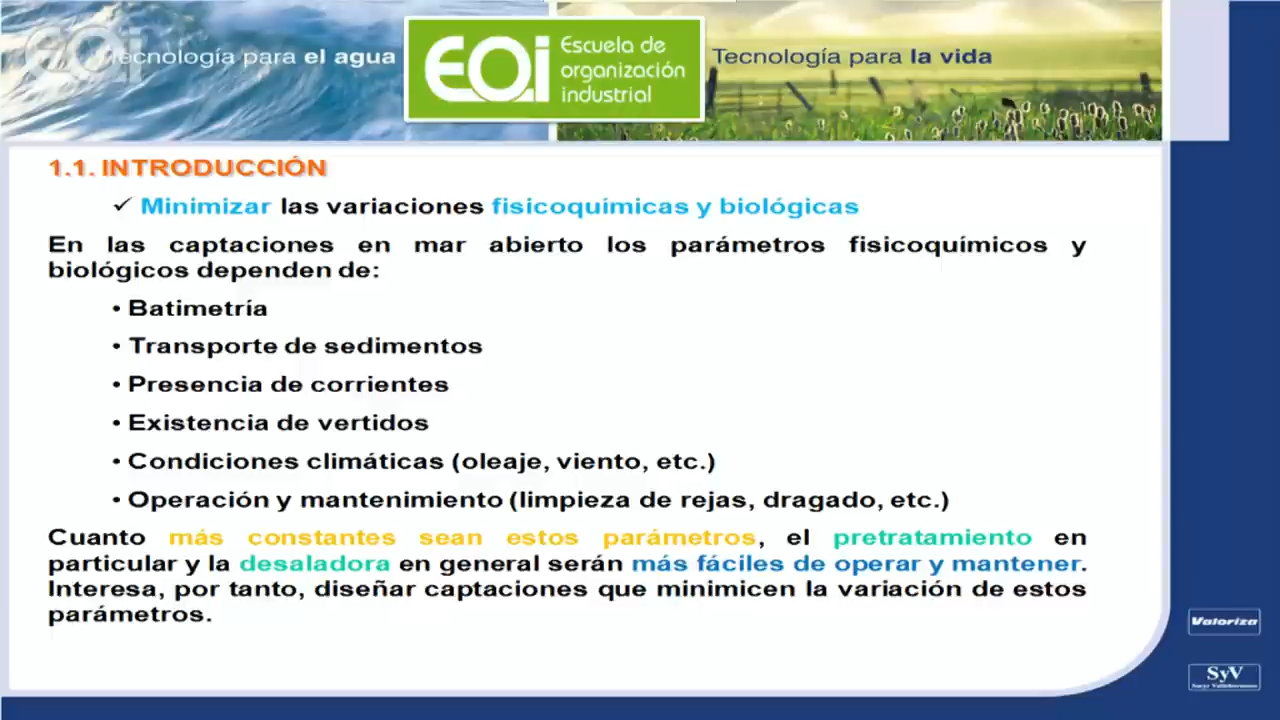 Tecnología para el agua
EOi
Escuela de
organización
industrial
Tecnología para la vida
1.1. INTRODUCCIÓN
✓ Minimizar las variaciones fisicoquímicas y biológicas
En las captaciones en mar abierto los parámetros fisicoquímicos y
biológicos dependen de:
• Batimetría
• Transporte de sedimentos
• Presencia de corrientes
• Existencia de vertidos
• Condiciones climáticas (oleaje, viento, etc.)
• Operación y mantenimiento (limpieza de rejas, dragado, etc.)
Cuanto más constantes sean estos parámetros, el pretratamiento en
particular y la desaladora en general serán más fáciles de operar y mantener.
Interesa, por tanto, diseñar captaciones que minimicen la variación de estos
parámetros.
Valoriza
SyV